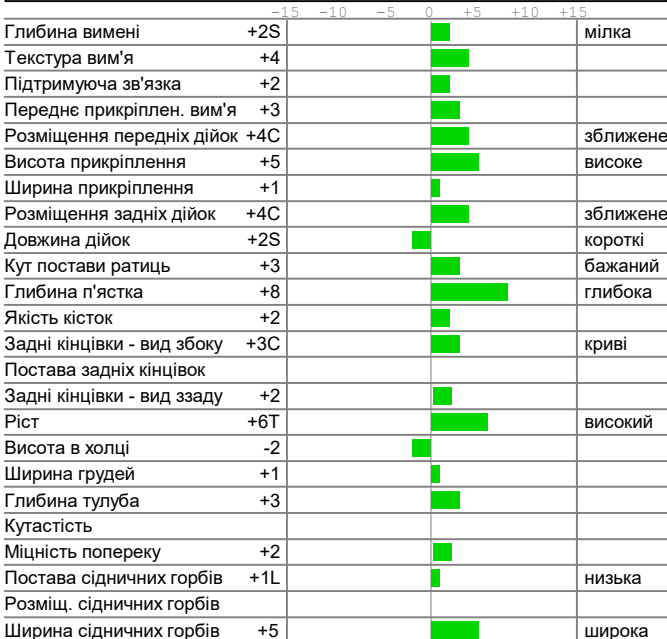 -15 -10 -5 0 +5 +10 +15
Глибина вимені +2S мілка
Текстура вим'я +4
Підтримуюча зв'язка +2
Переднє прикріплен. вим'я +3
Розміщення передніх дійок +4C зближене
Висота прикріплення +5 високе
Ширина прикріплення +1
Розміщення задніх дійок +4C зближене
Довжина дійок +2S короткі
Кут постави ратиць +3 бажаний
Глибина п'ястка +8 глибока
Якість кісток +2
Задні кінцівки - вид збоку +3C криві
Постава задніх кінцівок
Задні кінцівки - вид ззаду +2
Ріст +6T високий
Висота в холці -2
Ширина грудей +1
Глибина тулуба +3
Кутастість
Міцність попереку +2
Постава сідничних горбів +1L низька
Розміщ. сідничних горбів
Ширина сідничних горбів +5 широка